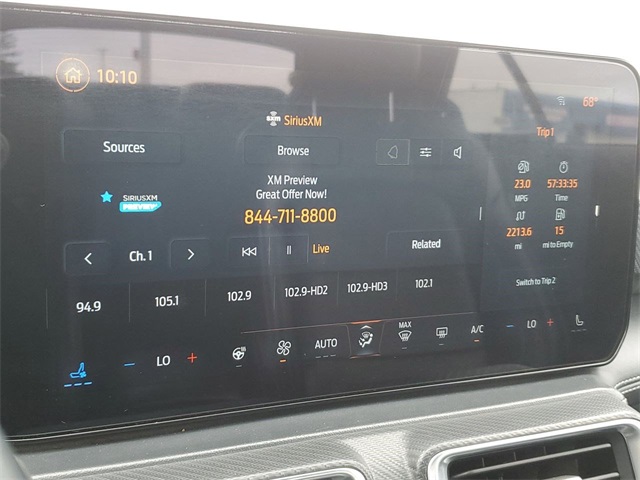 10:10
68°
SiriusXM
Trip 1
Sources
Browse
XM Preview
Great Offer Now!
844-711-8800
SIRIUSXM
PREVIEW
23.0
MPG
57:33:35
Time
2213.6
mi
15
mi to Empty
Ch. 1
Live
Related
Switch to Trip 2
94.9
105.1
102.9
102.9-HD2
102.9-HD3
102.1
LO
AUTO
MAX
A/C
LO